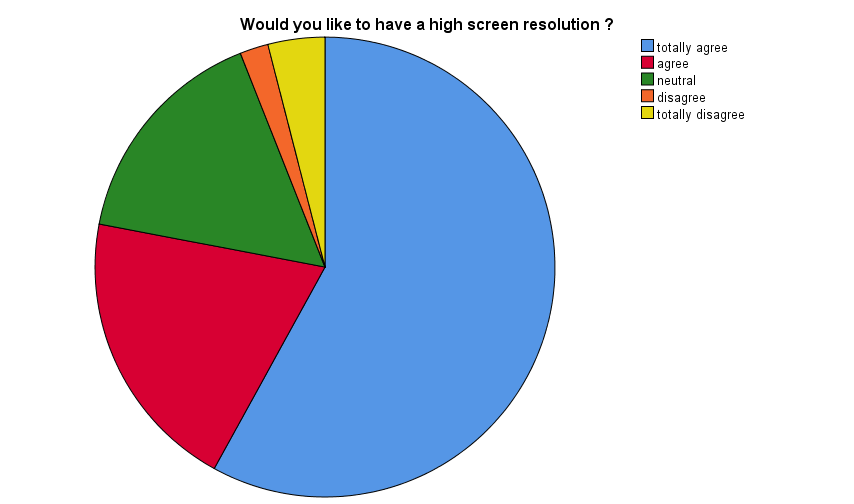 Would you like to have a high screen resolution ?
totally agree
agree
neutral
disagree
totally disagree